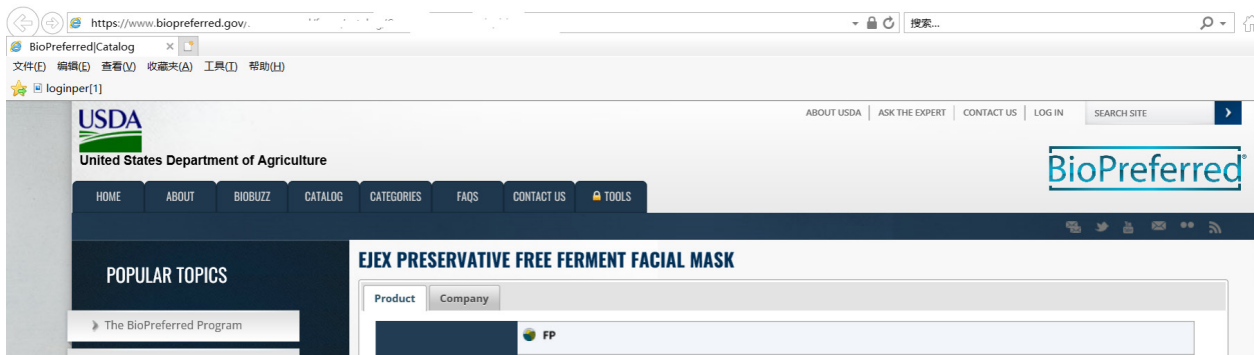 https://www.biopreferred.gov/
搜索...
BioPreferred|Catalog
文件(F) 编辑(E) 查看(V) 收藏夹(A) 工具(T) 帮助(H)
loginper[1]
USDA
United States Department of Agriculture
ABOUT USDA | ASK THE EXPERT | CONTACT US | LOG IN SEARCH SITE
BioPreferred®
HOME ABOUT BIOBUZZ CATALOG CATEGORIES FAQS CONTACT US TOOLS
POPULAR TOPICS
The BioPreferred Program
EJEX PRESERVATIVE FREE FERMENT FACIAL MASK
Product Company
FP